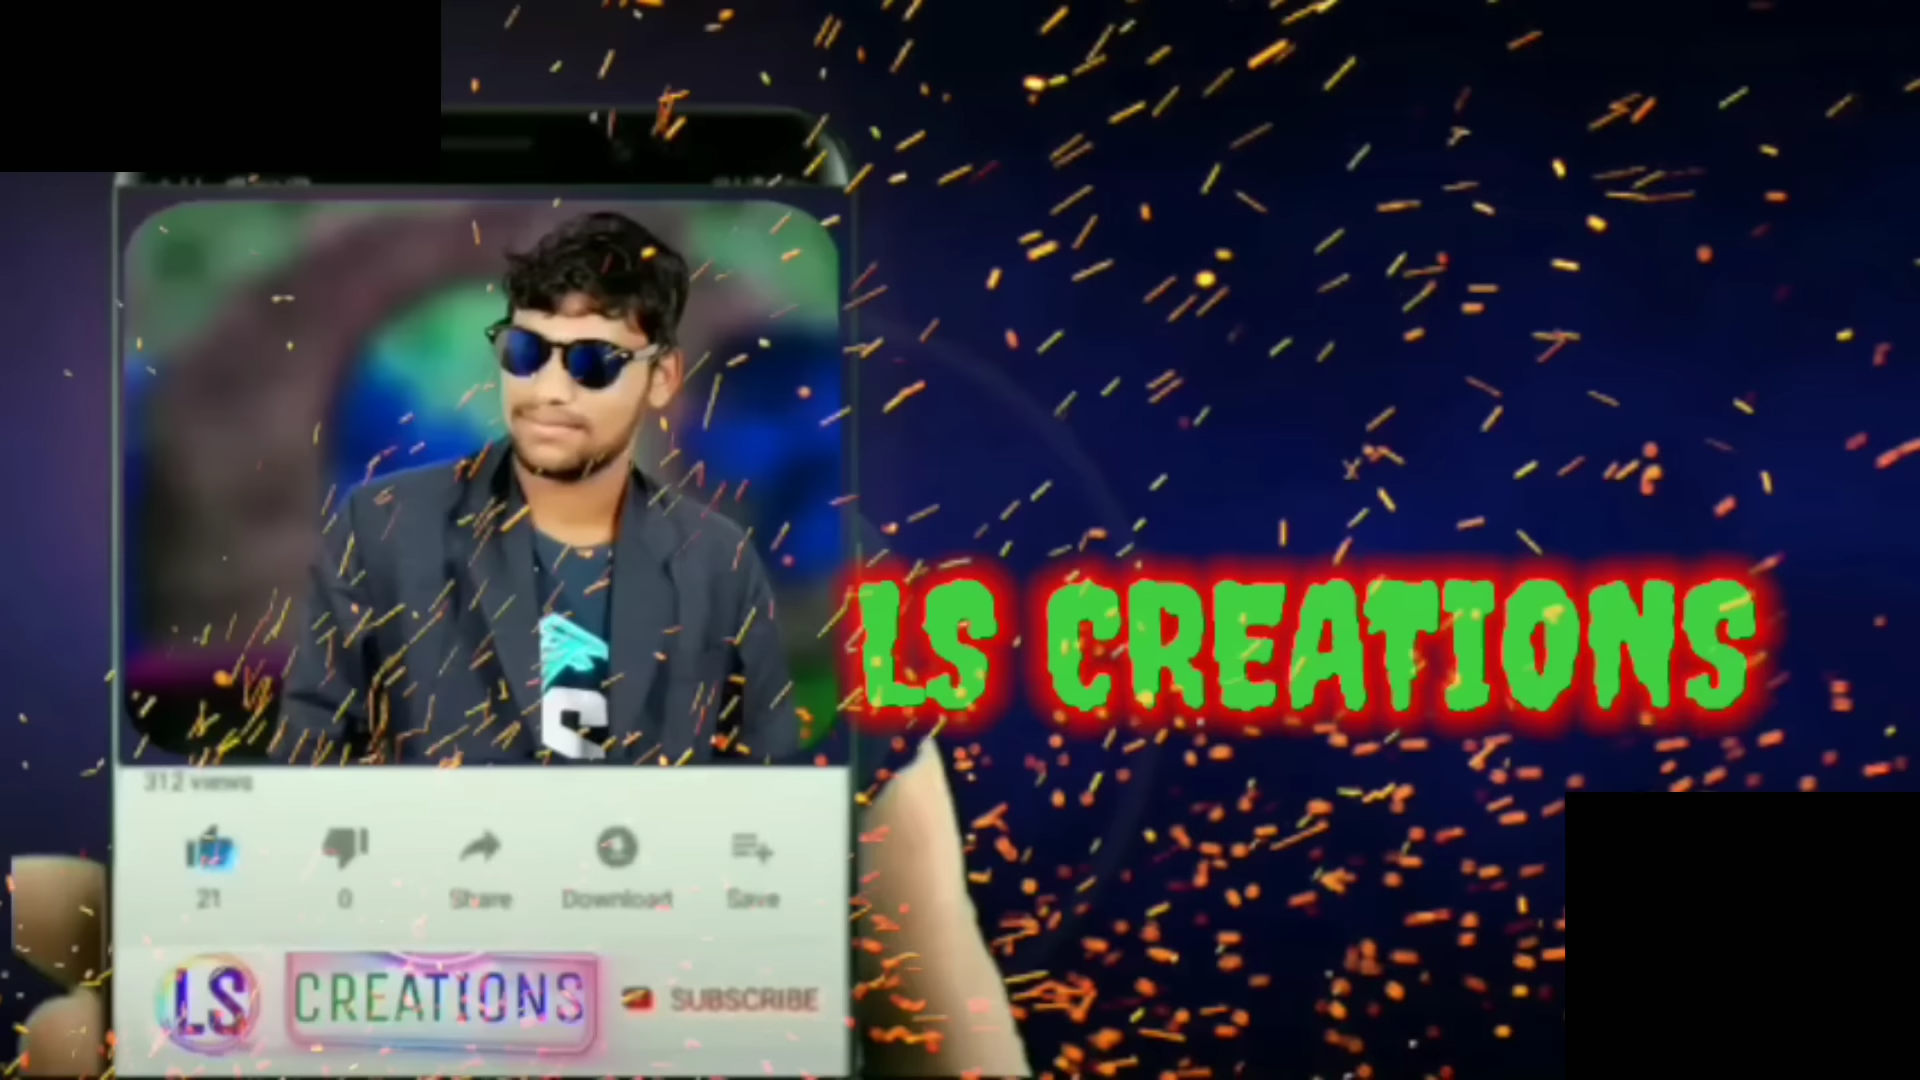 LS CREATIONS
312 views
21 0 Share Download Save
LS CREATIONS SUBSCRIBE
S